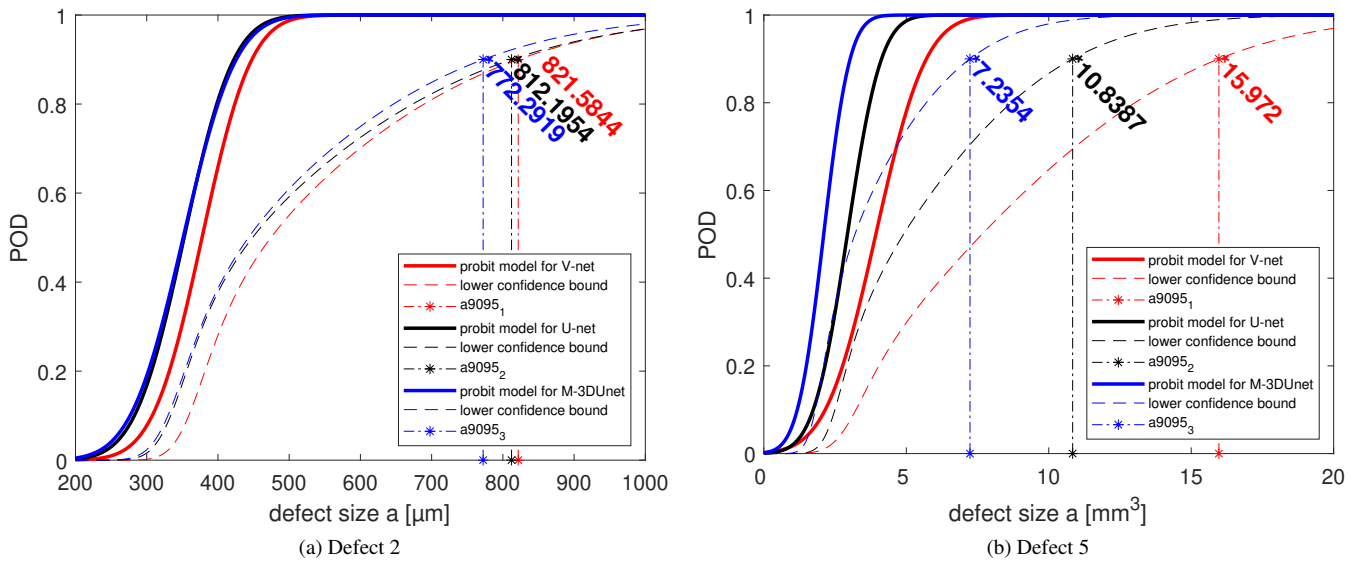 1
0.8
0.6
0.4
0.2
0
POD
821.5844
812.1954
772.2919
probit model for V-net
lower confidence bound
a9095₁
probit model for U-net
lower confidence bound
a9095₂
probit model for M-3DUnet
lower confidence bound
a9095₃
200 300 400 500 600 700 800 900 1000
defect size a [µm]
(a) Defect 2
1
0.8
0.6
0.4
0.2
0
POD
7.2354
10.8387
15.972
probit model for V-net
lower confidence bound
a9095₁
probit model for U-net
lower confidence bound
a9095₂
probit model for M-3DUnet
lower confidence bound
a9095₃
0 5 10 15 20
defect size a [mm³]
(b) Defect 5